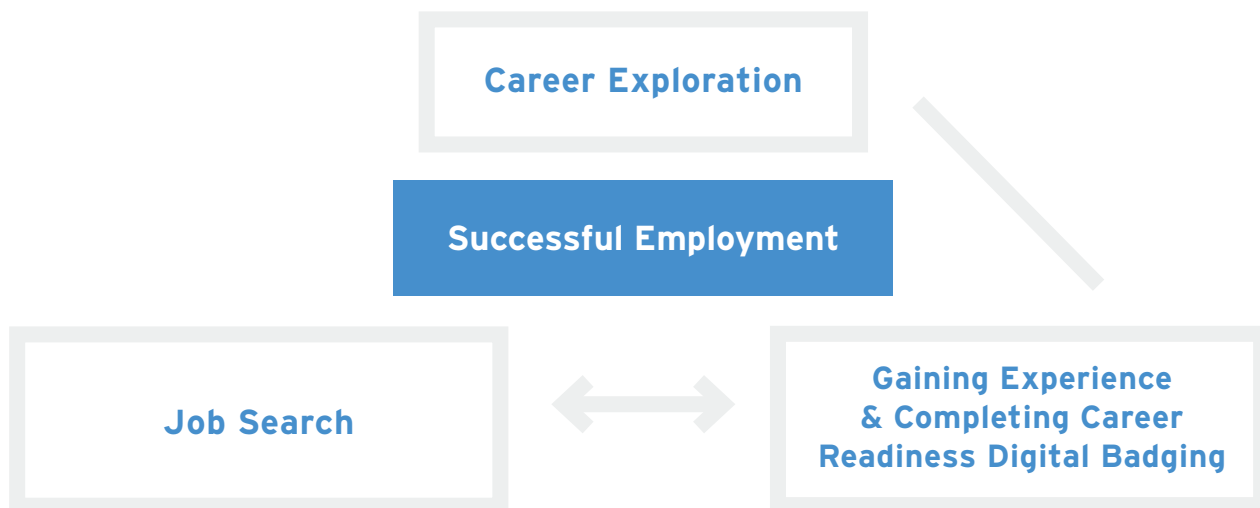 Career Exploration
Successful Employment
Job Search
Gaining Experience
& Completing Career
Readiness Digital Badging